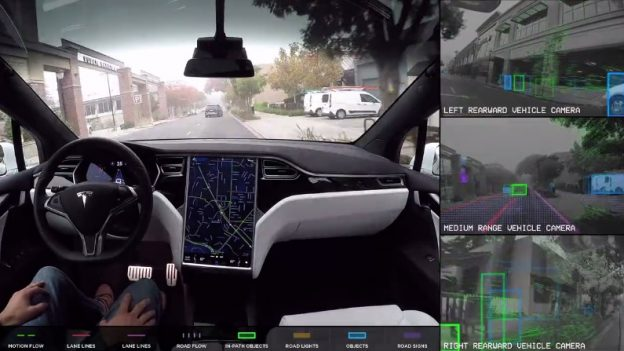 LEFT REARWARD VEHICLE CAMERA
MEDIUM RANGE VEHICLE CAMERA
RIGHT REARWARD VEHICLE CAMERA
MOTION FLOW
LANE LINES
LANE LINES
ROAD FLOW
IN-PATH OBJECTS
ROAD LIGHTS
OBJECTS
ROAD SIGNS